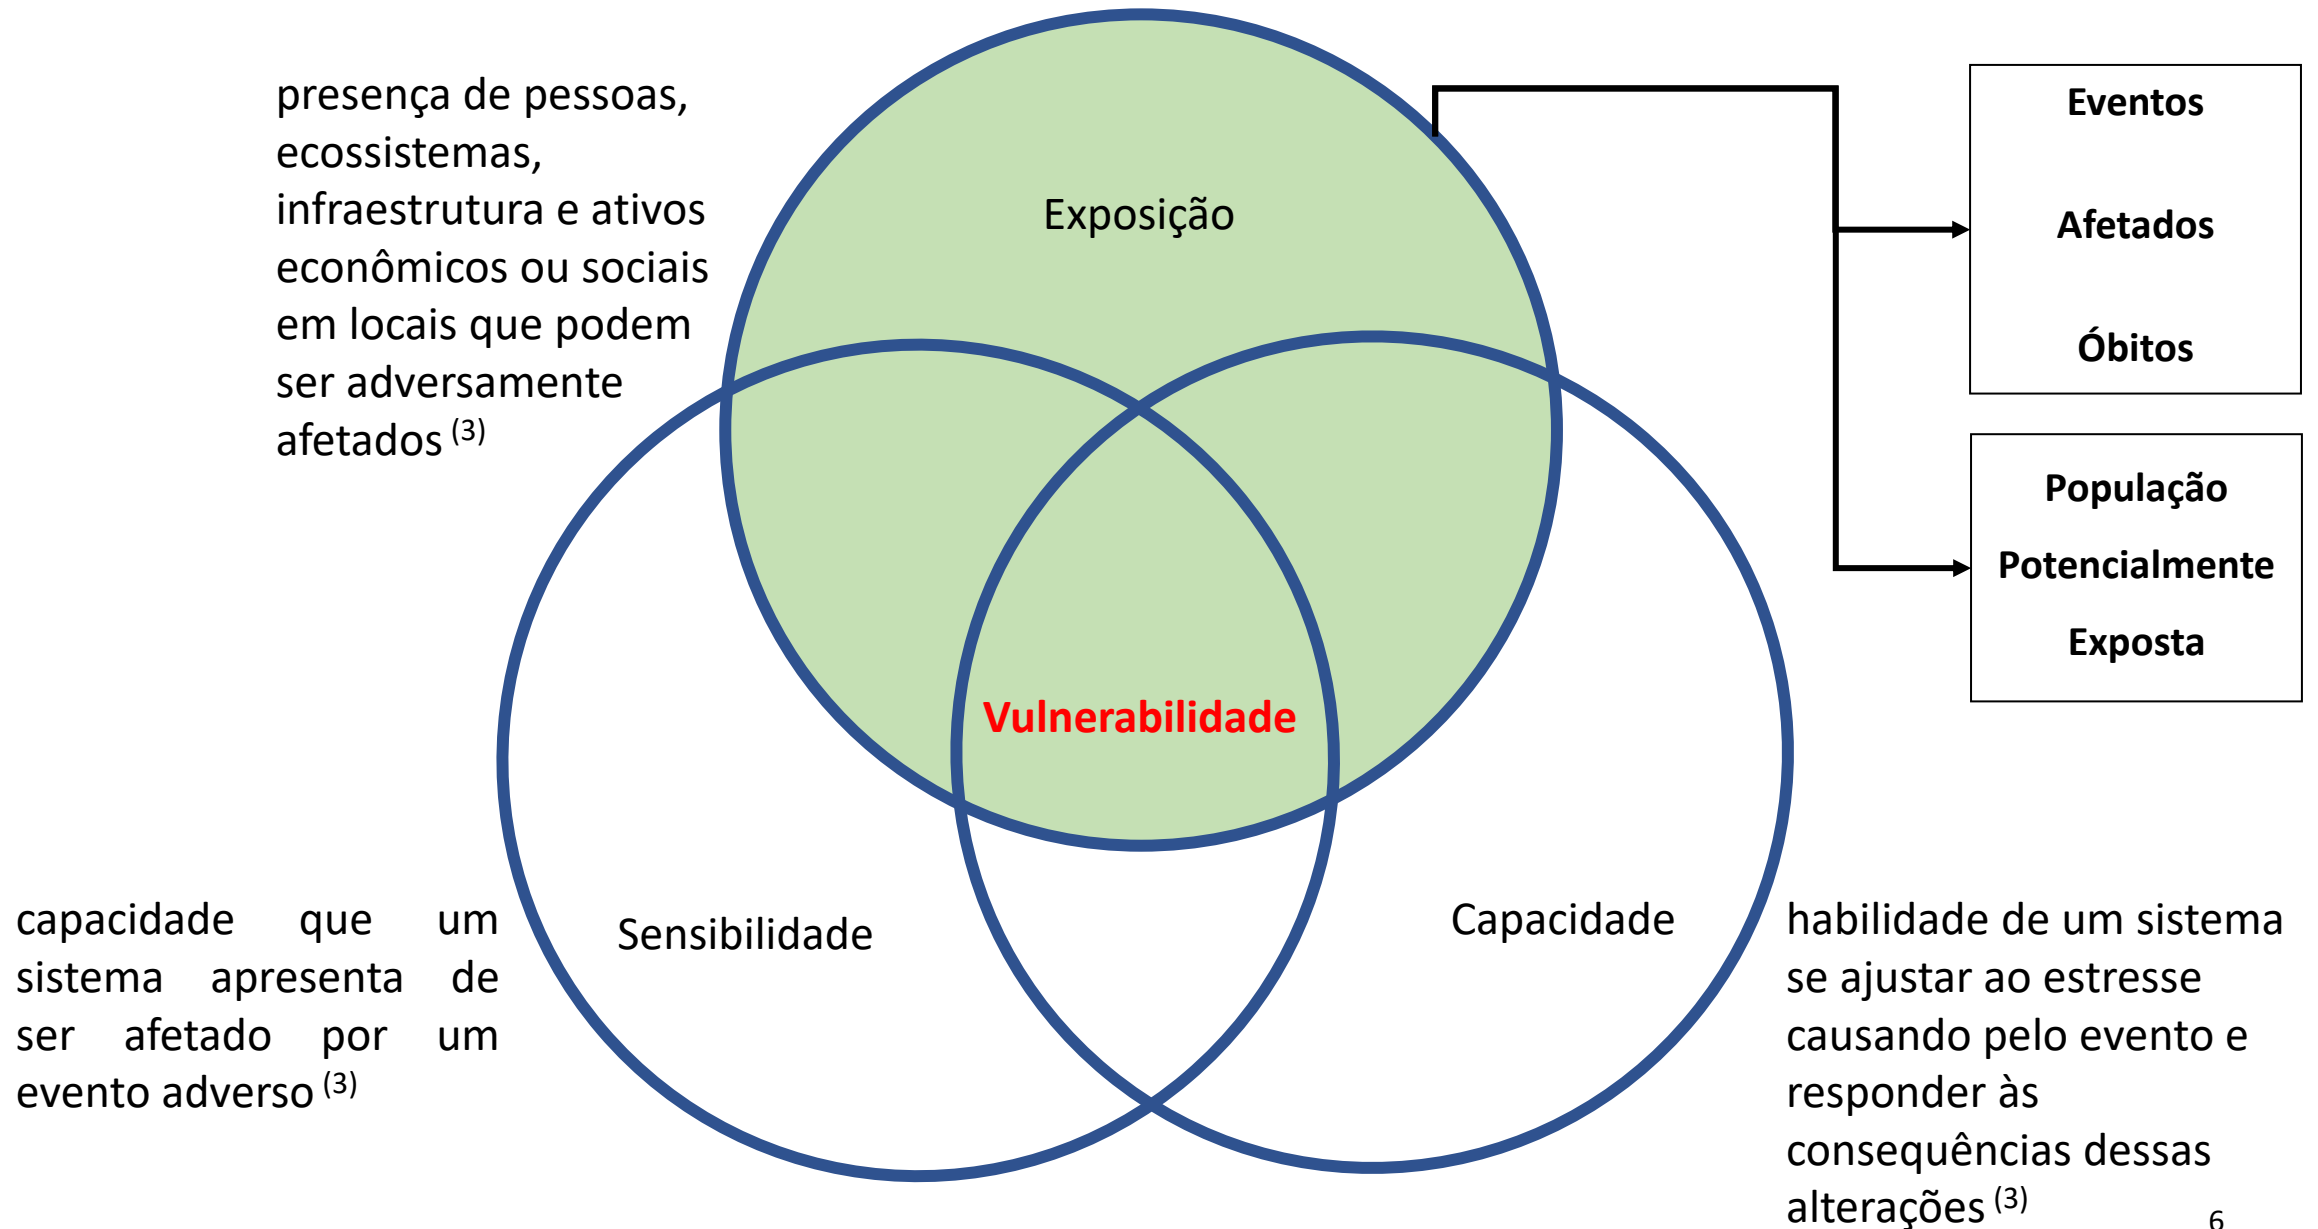 presença de pessoas,
ecossistemas,
infraestrutura e ativos
econômicos ou sociais
em locais que podem
ser adversamente
afetados (3)
Exposição
Eventos
Afetados
Óbitos
População
Potencialmente
Exposta
Vulnerabilidade
capacidade que um
sistema apresenta de
ser afetado por um
evento adverso (3)
Sensibilidade
Capacidade
habilidade de um sistema
se ajustar ao estresse
causando pelo evento e
responder às
consequências dessas
alterações (3)
6